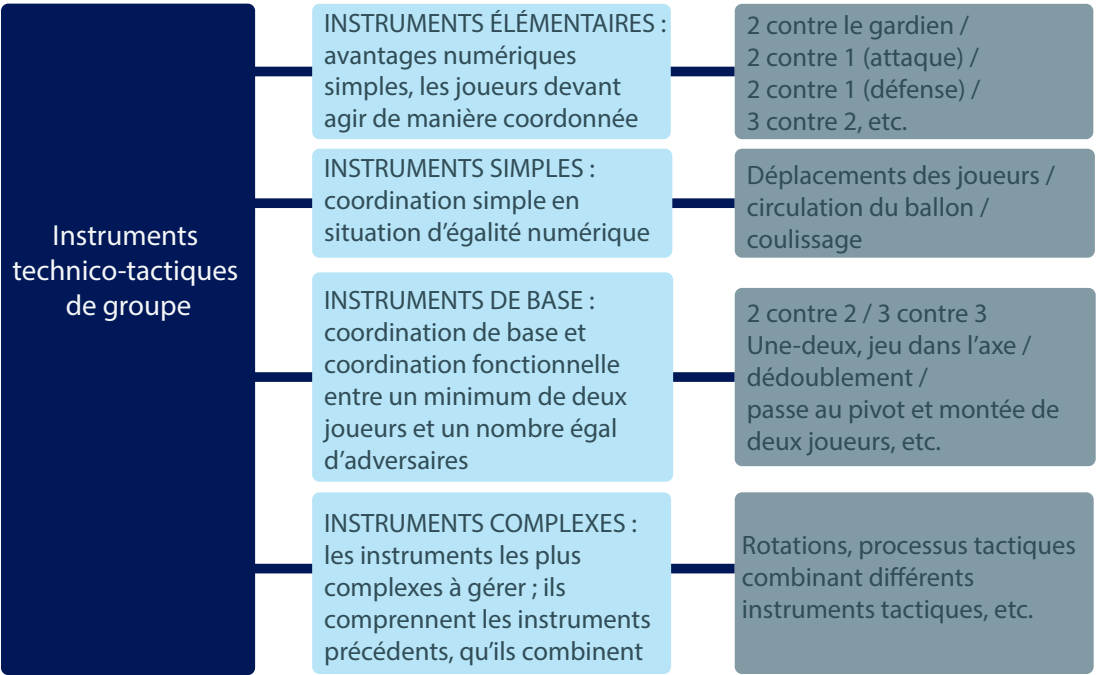 Instruments
technico-tactiques
de groupe
INSTRUMENTS ÉLÉMENTAIRES :
avantages numériques
simples, les joueurs devant
agir de manière coordonnée
2 contre le gardien /
2 contre 1 (attaque) /
2 contre 1 (défense) /
3 contre 2, etc.
INSTRUMENTS SIMPLES :
coordination simple en
situation d’égalité numérique
Déplacements des joueurs /
circulation du ballon /
coulissage
INSTRUMENTS DE BASE :
coordination de base et
coordination fonctionnelle
entre un minimum de deux
joueurs et un nombre égal
d’adversaires
2 contre 2 / 3 contre 3
Une-deux, jeu dans l’axe /
dédoublement /
passe au pivot et montée de
deux joueurs, etc.
INSTRUMENTS COMPLEXES :
les instruments les plus
complexes à gérer ; ils
comprennent les instruments
précédents, qu’ils combinent
Rotations, processus tactiques
combinant différents
instruments tactiques, etc.